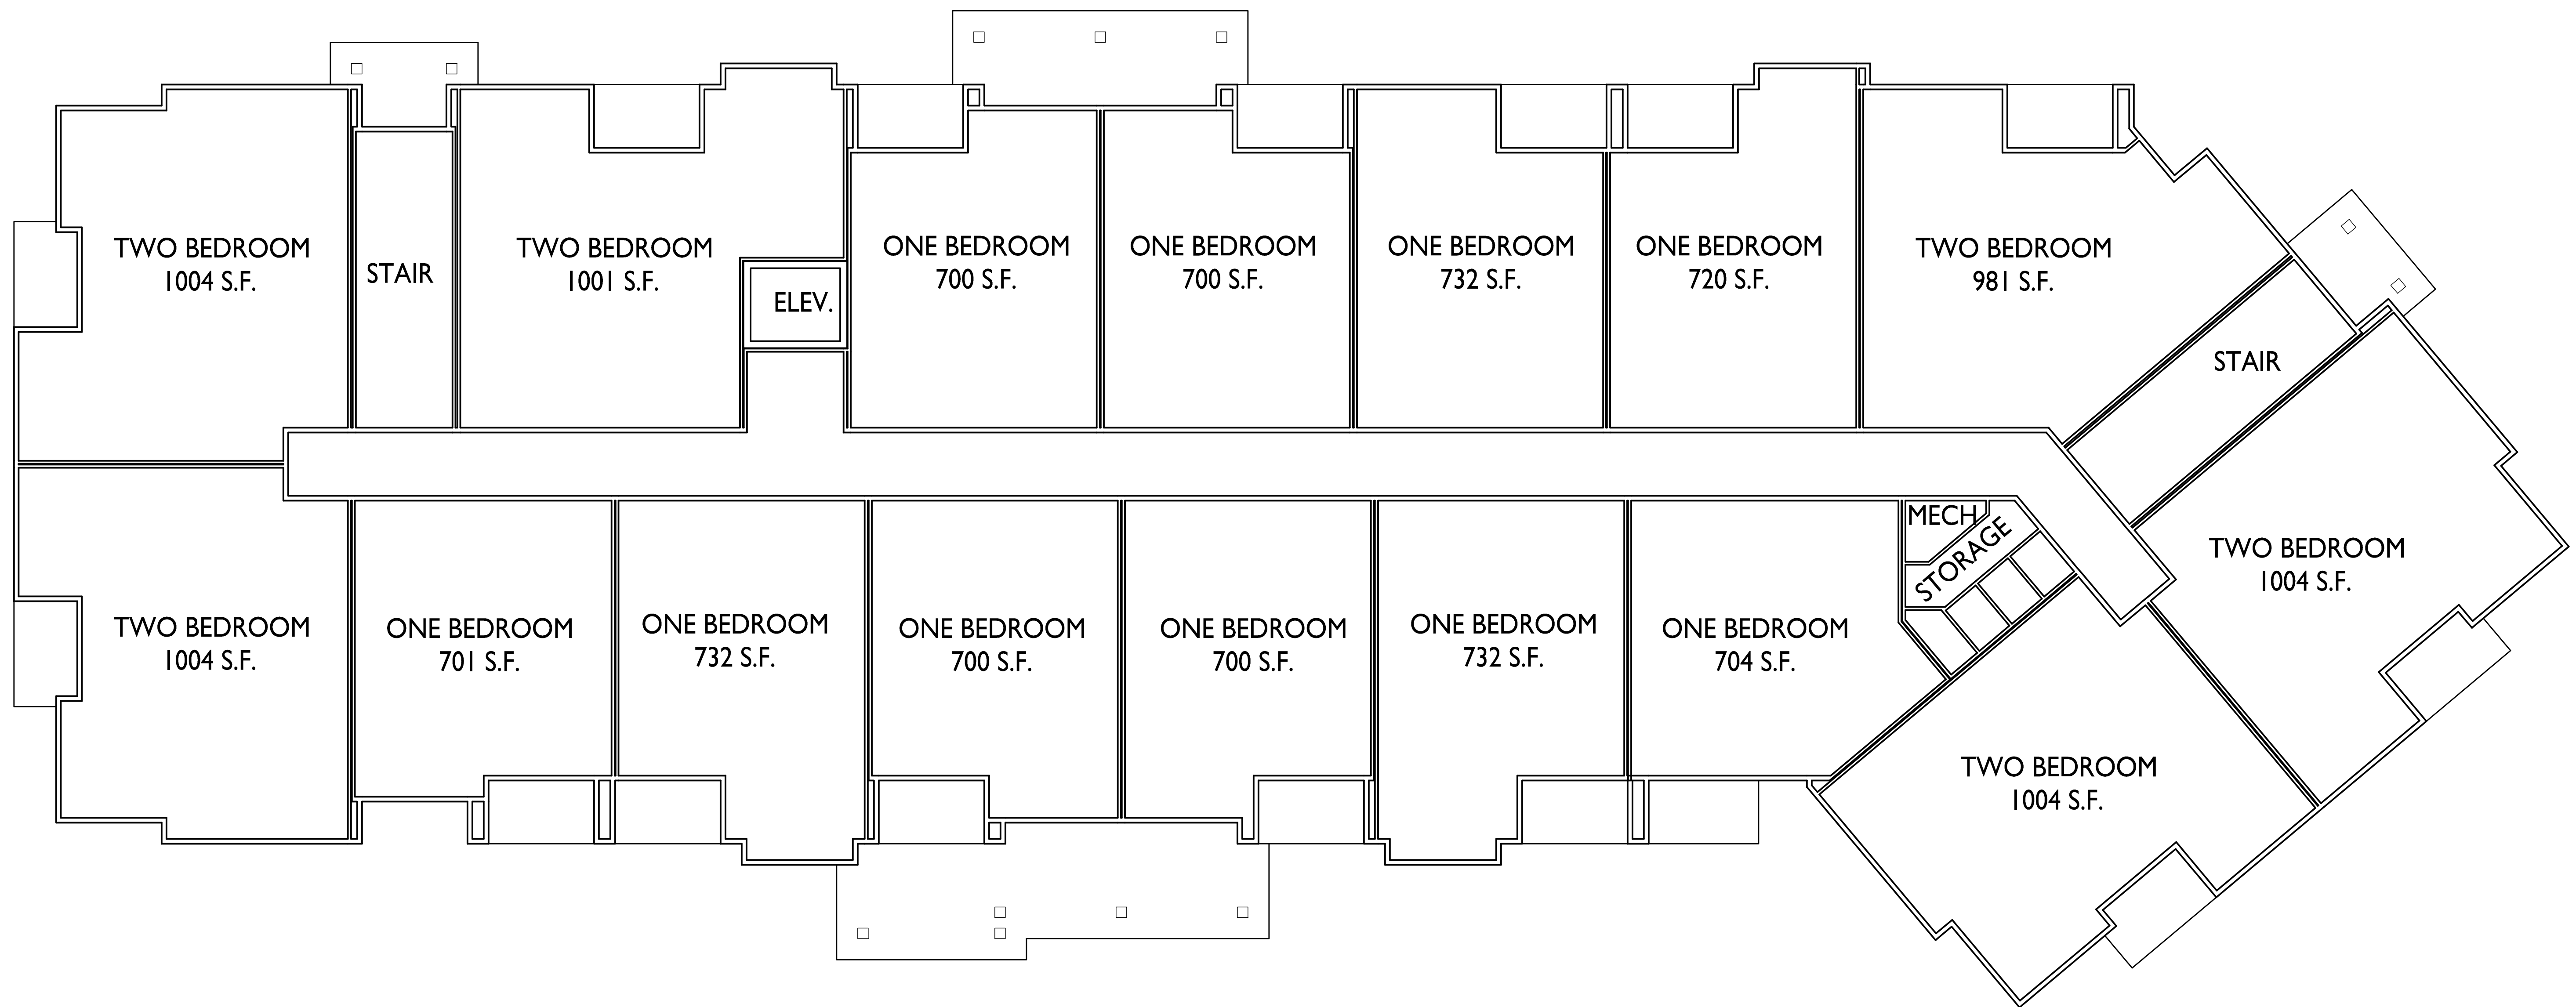 TWO BEDROOM
1004 S.F.
STAIR
TWO BEDROOM
1001 S.F.
ELEV.
ONE BEDROOM
700 S.F.
ONE BEDROOM
700 S.F.
ONE BEDROOM
732 S.F.
ONE BEDROOM
720 S.F.
TWO BEDROOM
981 S.F.
STAIR
TWO BEDROOM
1004 S.F.
TWO BEDROOM
1004 S.F.
ONE BEDROOM
701 S.F.
ONE BEDROOM
732 S.F.
ONE BEDROOM
700 S.F.
ONE BEDROOM
700 S.F.
ONE BEDROOM
732 S.F.
ONE BEDROOM
704 S.F.
MECH
STORAGE
TWO BEDROOM
1004 S.F.